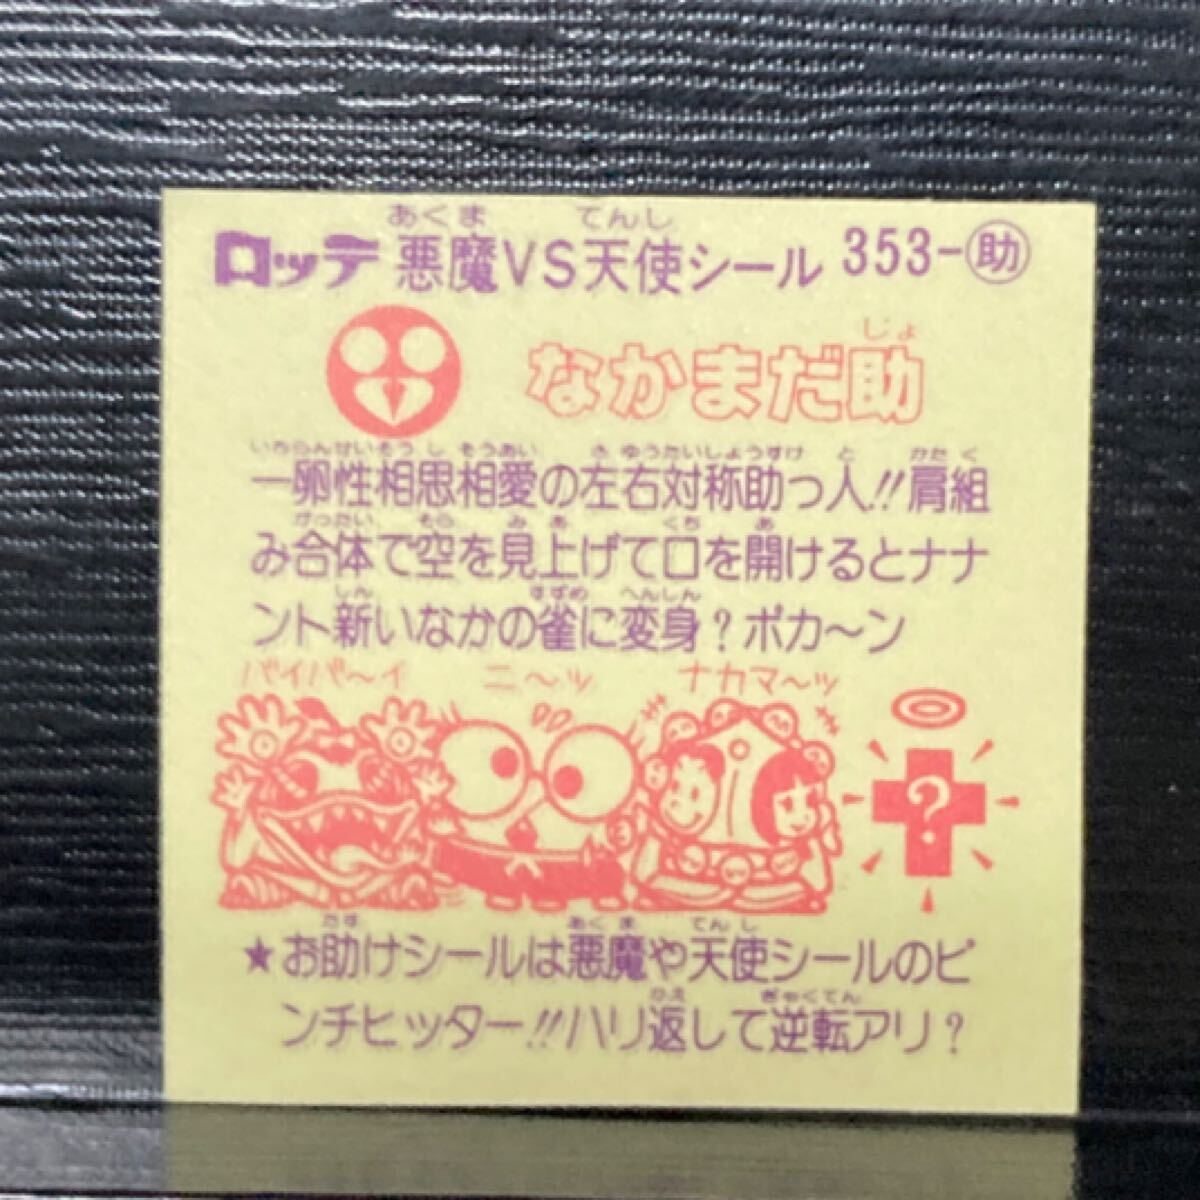 あくま てんし
ロッテ 悪魔VS天使シール 353-助
じょ
なかまだ助
いちらんせいそう し そうあい さ ゆうたいしょうすけ と かたく
一卵性相思相愛の左右対称助っ人!!肩組
がったい そら み あ くち あ
み合体で空を見上げて口を開けるとナナ
しん すずめ へんしん
ント新いなかの雀に変身?ポカ〜ン
バイバ〜イ ニ〜ッ ナカマ〜ッ
?
たす あくま てんし
★お助けシールは悪魔や天使シールのピ
かえ ぎゃくてん
ンチヒッター!!ハリ返して逆転アリ?